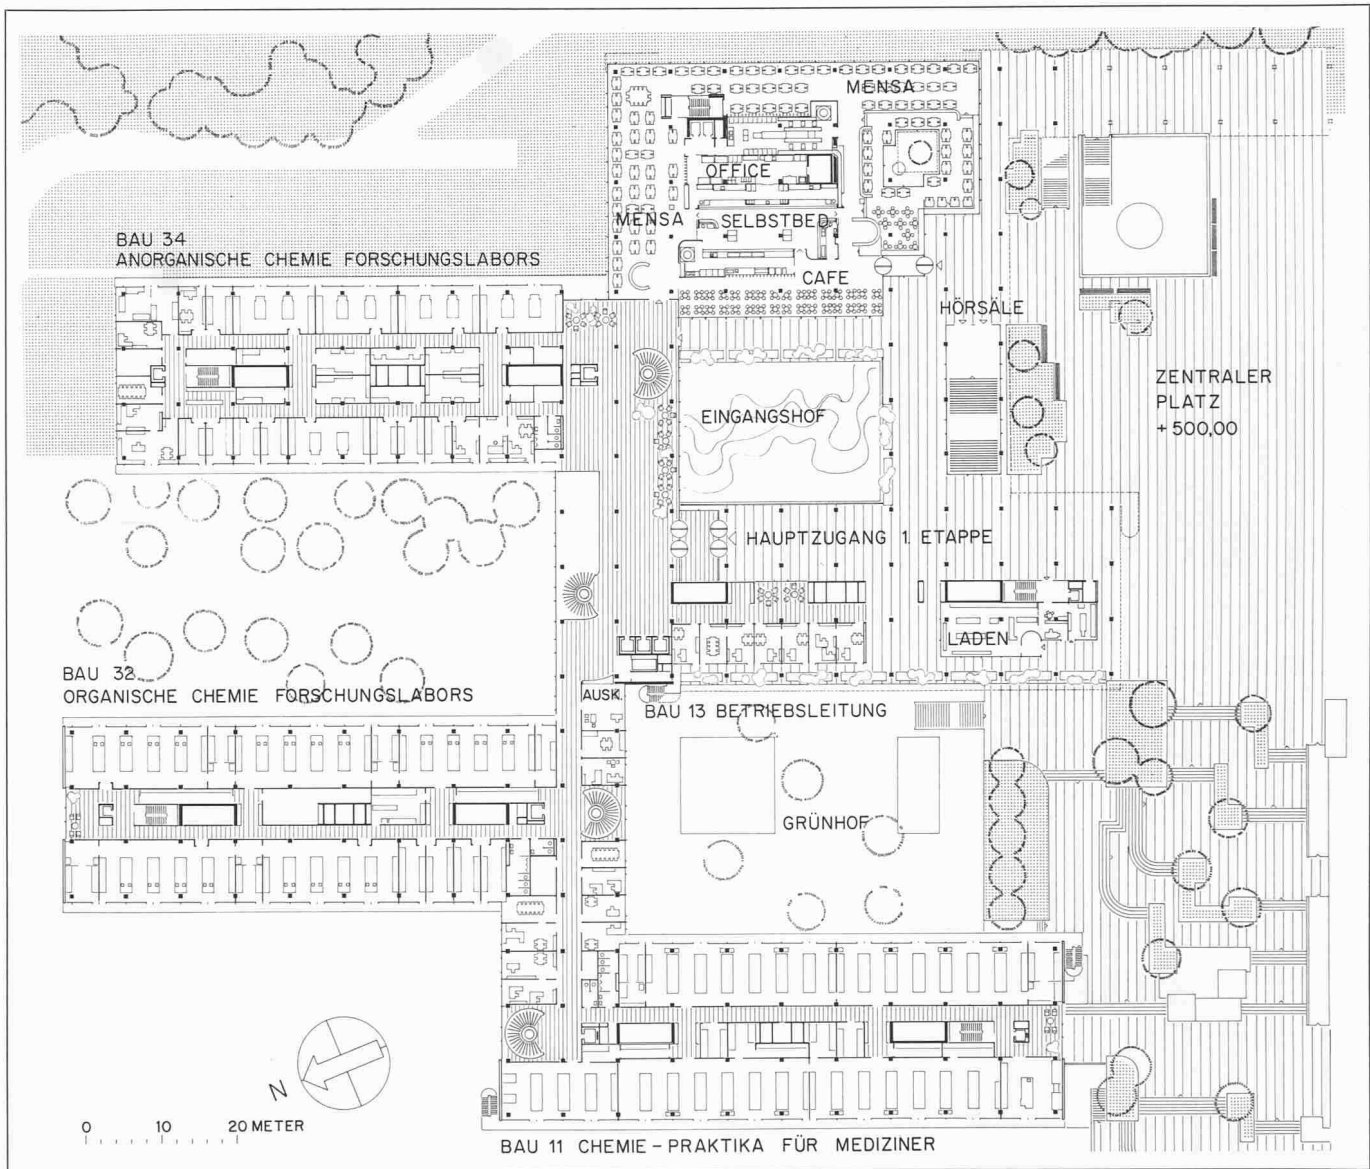 MENSA
OFFICE
MENSA
SELBSTBED.
BAU 34
ANORGANISCHE CHEMIE FORSCHUNGSLABORS
CAFE
HÖRSÄLE
ZENTRALER
PLATZ
+ 500,00
EINGANGSHOF
HAUPTZUGANG 1. ETAPPE
LADEN
BAU 32
ORGANISCHE CHEMIE FORSCHUNGSLABORS
AUSK.
BAU 13 BETRIEBSLEITUNG
GRÜNHOF
N
0 10 20 METER
BAU 11 CHEMIE – PRAKTIKA FÜR MEDIZINER